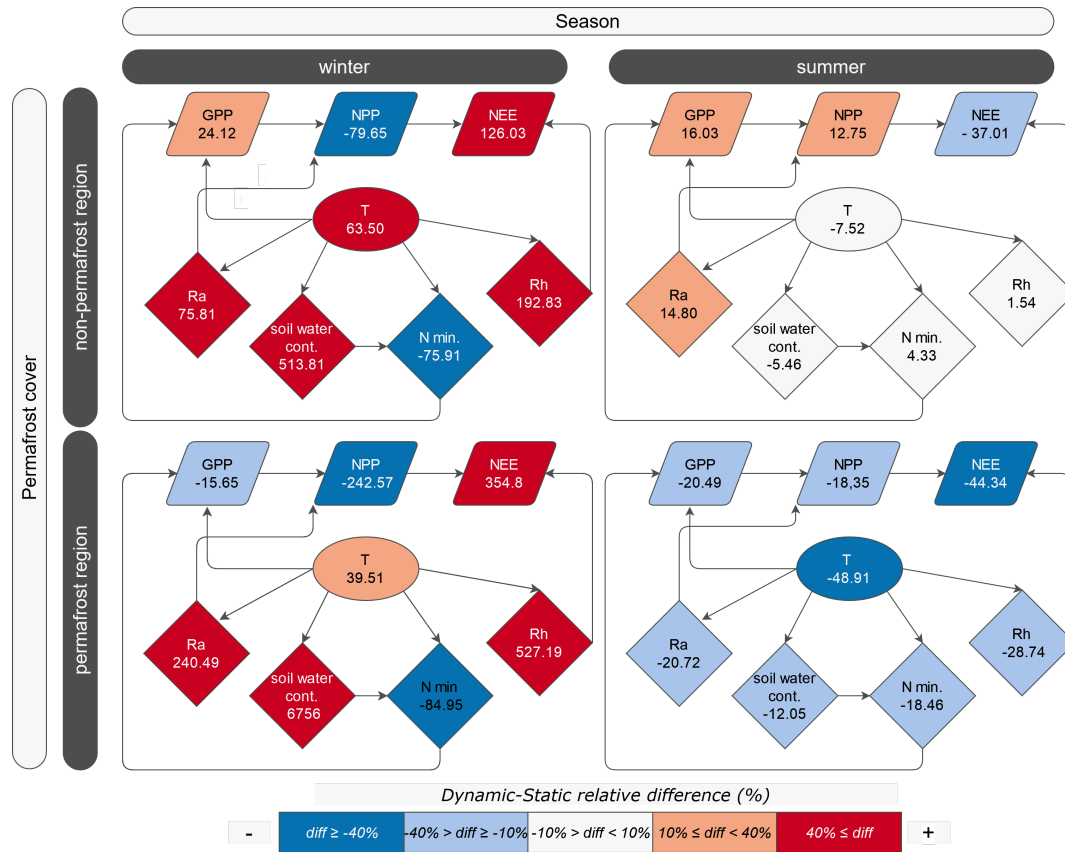 Season
winter
summer
Permafrost cover
non-permafrost region
GPP
24.12
NPP
-79.65
NEE
126.03
T
63.50
Ra
75.81
soil water
cont.
513.81
N min.
-75.91
Rh
192.83
GPP
16.03
NPP
12.75
NEE
- 37.01
T
-7.52
Ra
14.80
soil water
cont.
-5.46
N min.
4.33
Rh
1.54
permafrost region
GPP
-15.65
NPP
-242.57
NEE
354.8
T
39.51
Ra
240.49
soil water
cont.
6756
N min
-84.95
Rh
527.19
GPP
-20.49
NPP
-18,35
NEE
-44.34
T
-48.91
Ra
-20.72
soil water
cont.
-12.05
N min.
-18.46
Rh
-28.74
Dynamic-Static relative difference (%)
- diff ≥ -40% -40% > diff ≥ -10% -10% > diff < 10% 10% ≤ diff < 40% 40% ≤ diff +